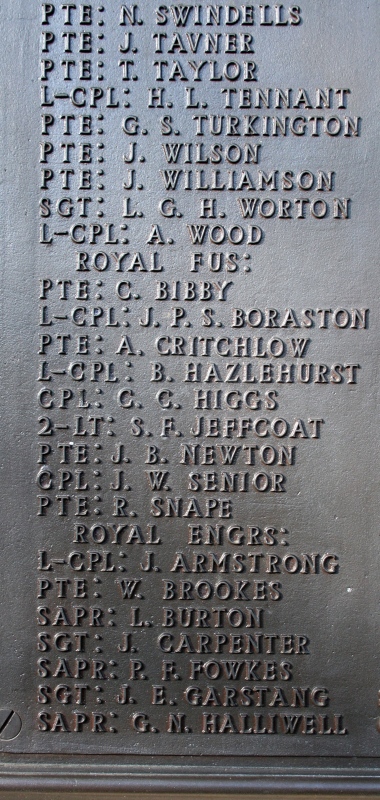 PTE: N. SWINDELLS
PTE: J. TAVNER
PTE: T. TAYLOR
L-CPL: H. L. TENNANT
PTE: G. S. TURKINGTON
PTE: J. WILSON
PTE: J. WILLIAMSON
SGT: L. G. H. WORTON
L-CPL: A. WOOD
ROYAL FUS:
PTE: C. BIBBY
L-CPL: J. P. S. BORASTON
PTE: A. CRITCHLOW
L-CPL: B. HAZLEHURST
CPL: C. C. HIGGS
2-LT: S. F. JEFFCOAT
PTE: J. B. NEWTON
CPL: J. W. SENIOR
PTE: R. SNAPE
ROYAL ENGRS:
L-CPL: J. ARMSTRONG
PTE: W. BROOKES
SAPR: L. BURTON
SGT: J. CARPENTER
SAPR: P. F. FOWKES
SGT: J. E. GARSTANG
SAPR: G. N. HALLIWELL